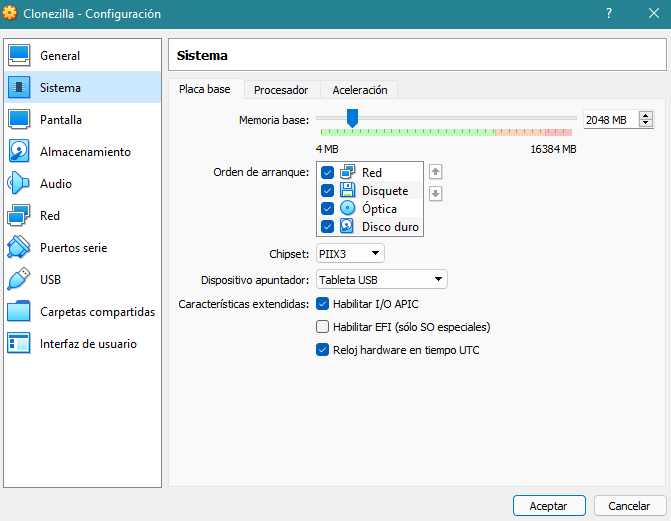 Clonezilla - Configuración
?
General
Sistema
Pantalla
Almacenamiento
Audio
Red
Puertos serie
USB
Carpetas compartidas
Interfaz de usuario
Sistema
Placa base Procesador Aceleración
Memoria base: 2048 MB
4 MB 16384 MB
Orden de arranque: Red
Disquete
Óptica
Disco duro
Chipset: PIIX3
Dispositivo apuntador: Tableta USB
Características extendidas: Habilitar I/O APIC
Habilitar EFI (sólo SO especiales)
Reloj hardware en tiempo UTC
Aceptar Cancelar